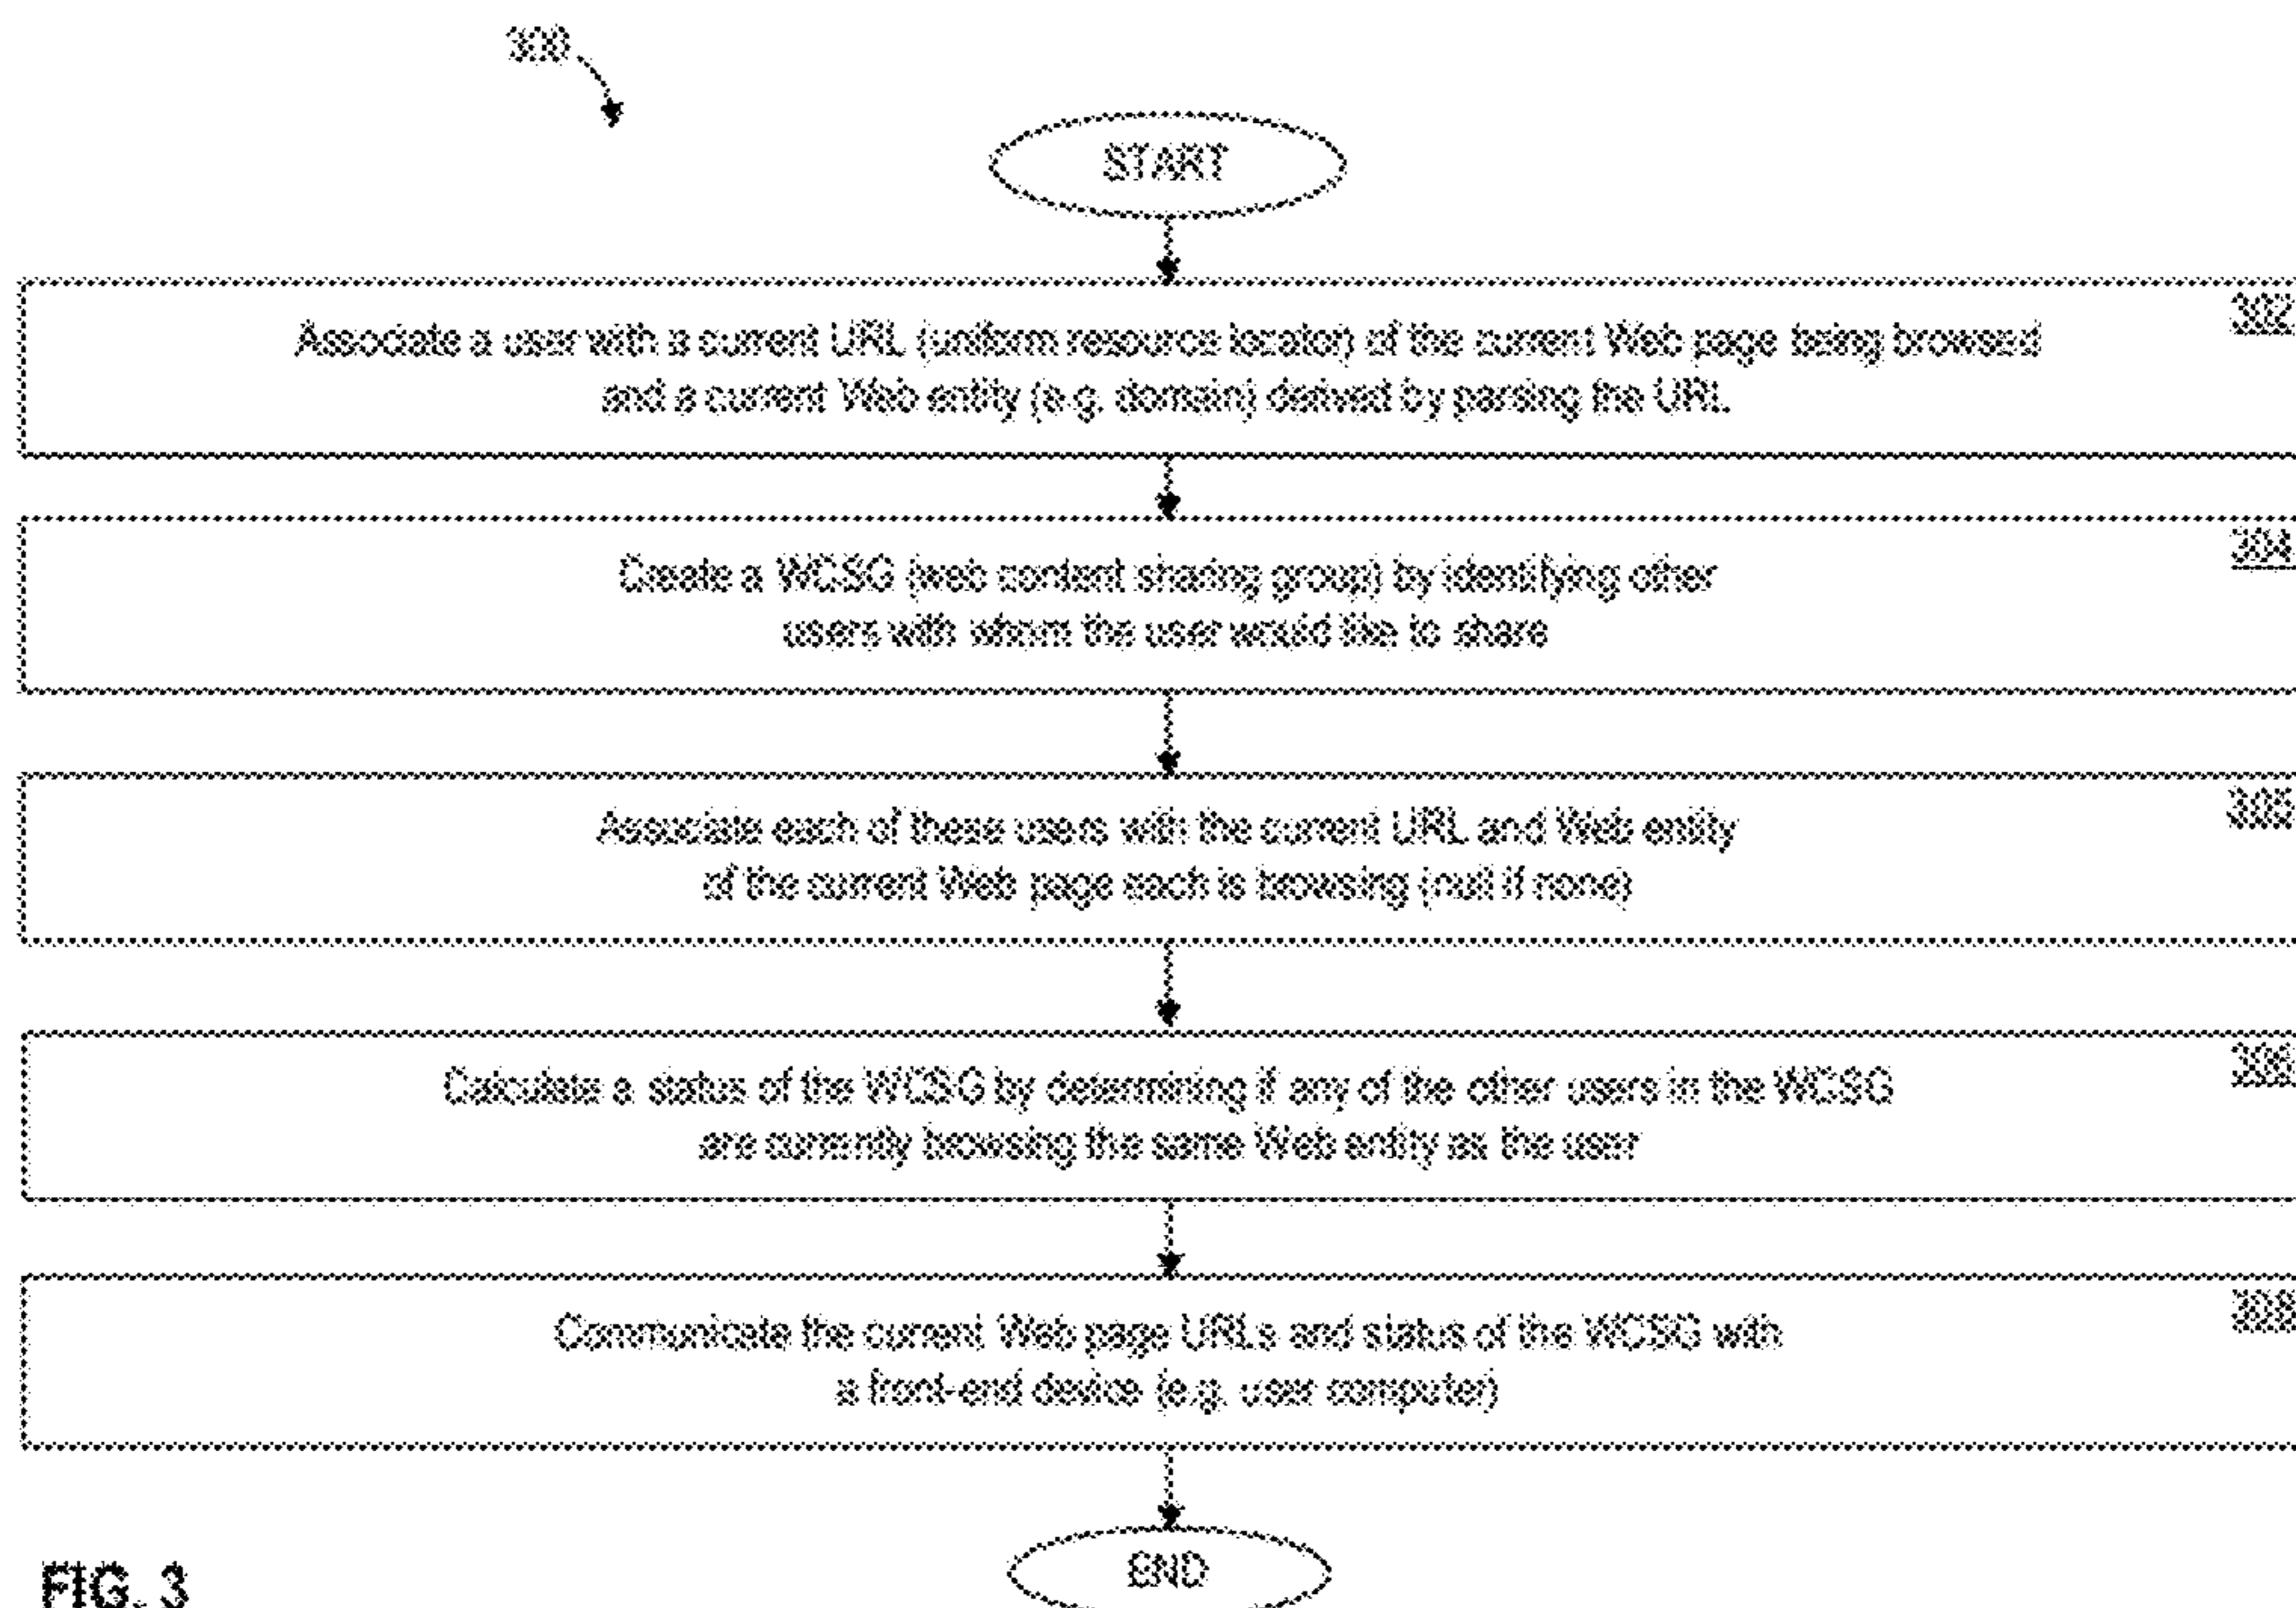 300
START
302
Associate a user with a current URL (uniform resource locator) of the current Web page being browsed
and a current Web entity (e.g. domain) derived by parsing the URL
304
Create a WCSG (web content sharing group) by identifying other
users with whom the user would like to share
305
Associate each of these users with the current URL and Web entity
of the current Web page each is browsing (null if none)
306
Calculate a status of the WCSG by determining if any of the other users in the WCSG
are currently browsing the same Web entity as the user
308
Communicate the current Web page URLs and status of the WCSG with
a front-end device (e.g. user computer)
END
FIG. 3